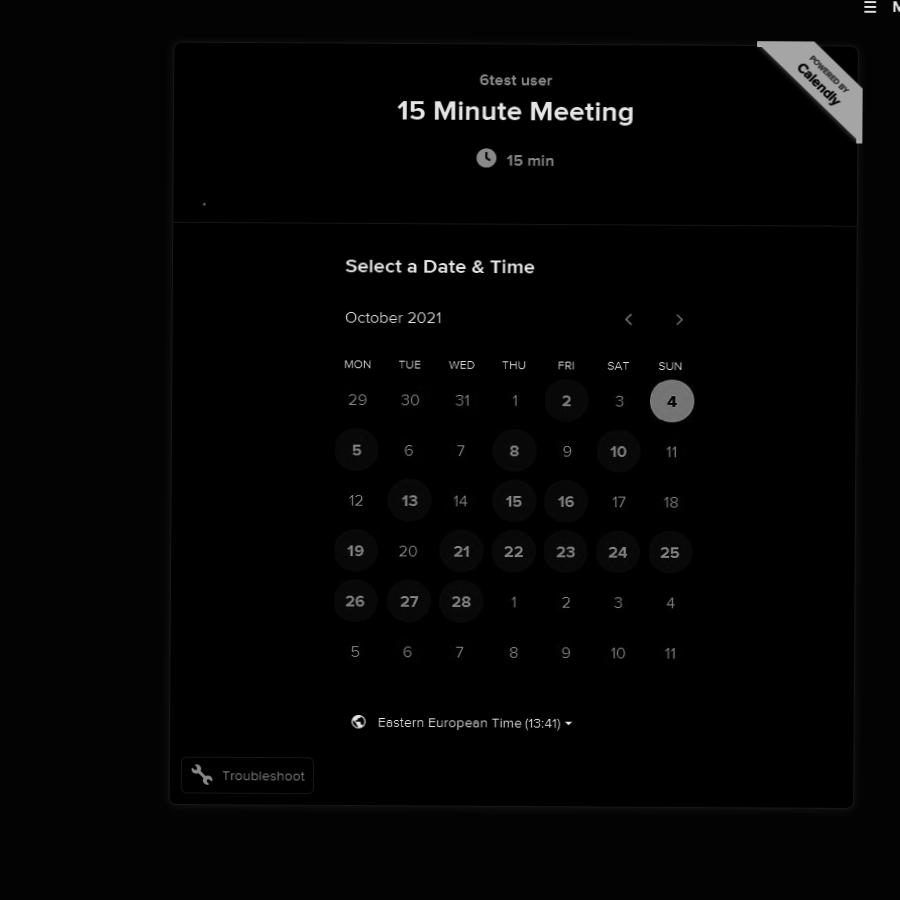 ☰ M
POWERED BY
Calendly
6test user
15 Minute Meeting
15 min
Select a Date & Time
October 2021
MON TUE WED THU FRI SAT SUN
29 30 31 1 2 3 4
5 6 7 8 9 10 11
12 13 14 15 16 17 18
19 20 21 22 23 24 25
26 27 28 1 2 3 4
5 6 7 8 9 10 11
Eastern European Time (13:41)
Troubleshoot